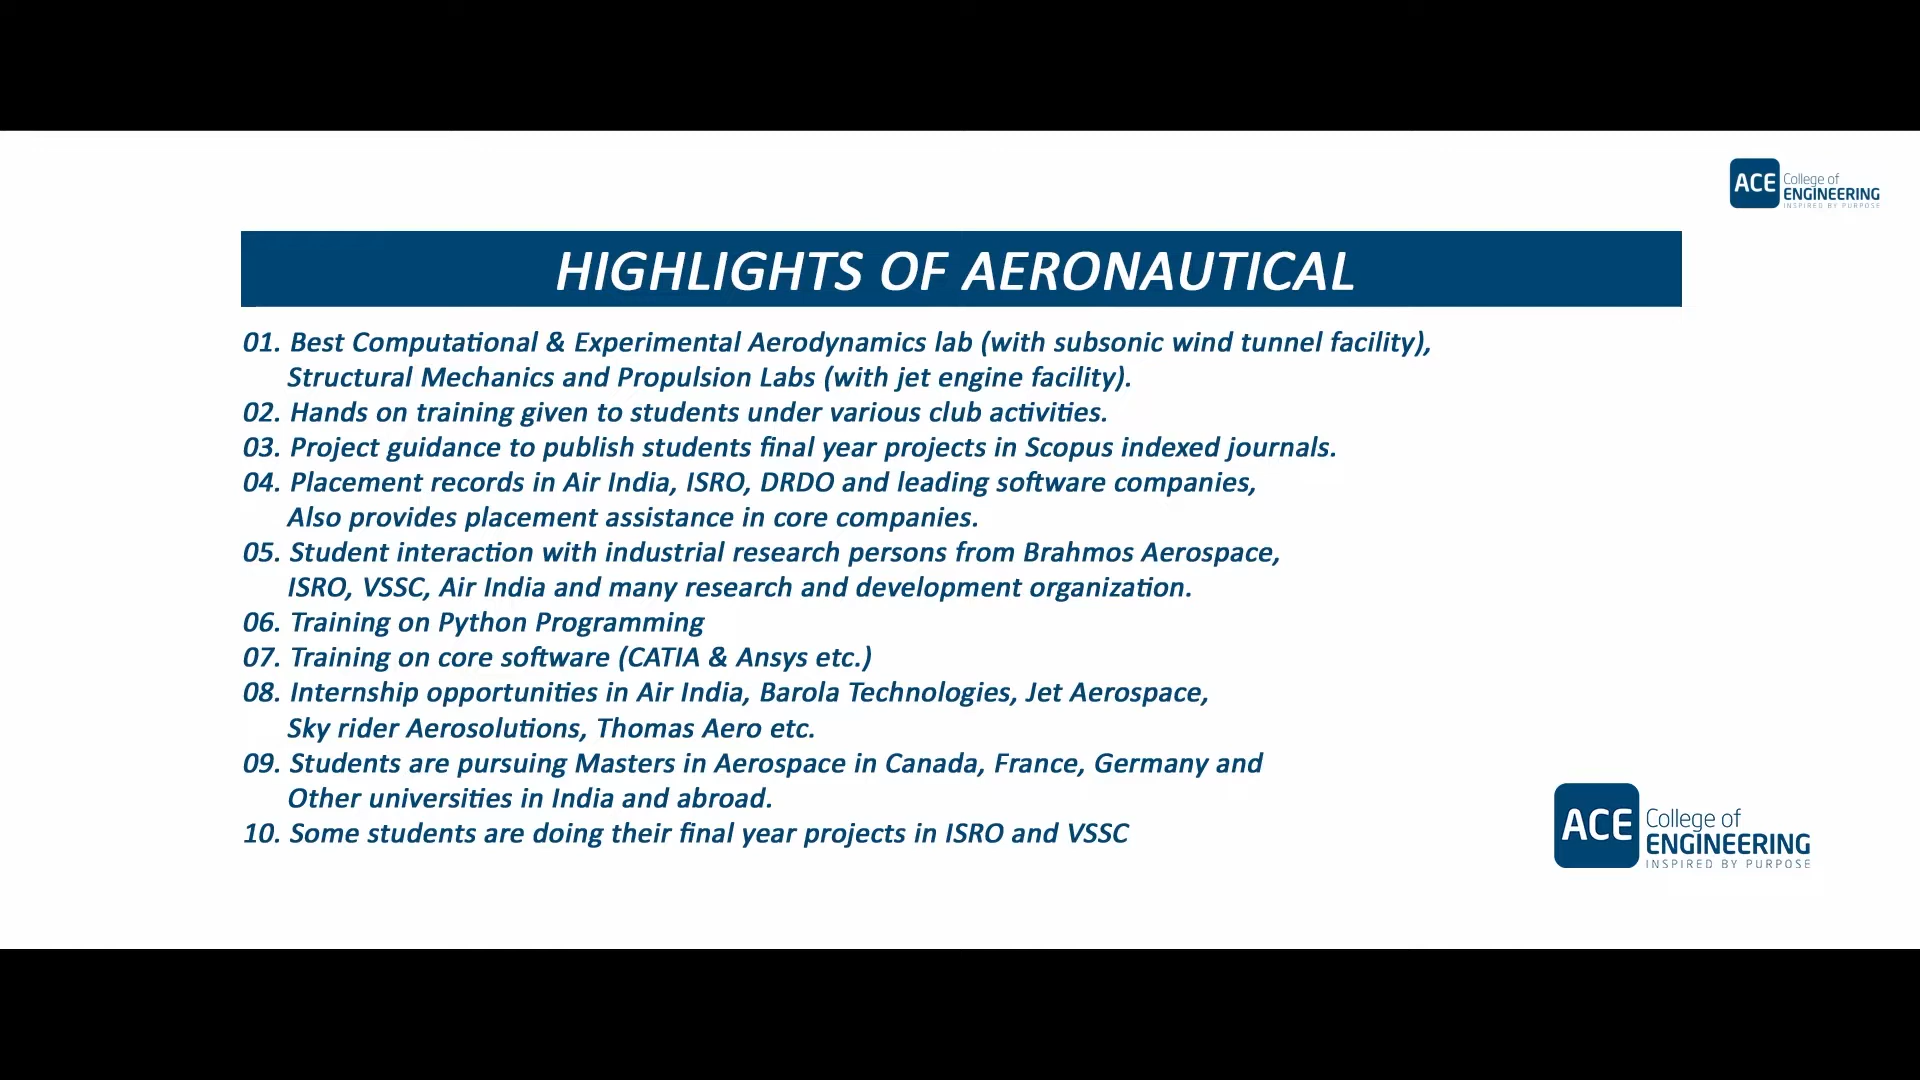 ACE College of
ENGINEERING
INSPIRED BY PURPOSE
HIGHLIGHTS OF AERONAUTICAL
01. Best Computational & Experimental Aerodynamics lab (with subsonic wind tunnel facility),
Structural Mechanics and Propulsion Labs (with jet engine facility).
02. Hands on training given to students under various club activities.
03. Project guidance to publish students final year projects in Scopus indexed journals.
04. Placement records in Air India, ISRO, DRDO and leading software companies,
Also provides placement assistance in core companies.
05. Student interaction with industrial research persons from Brahmos Aerospace,
ISRO, VSSC, Air India and many research and development organization.
06. Training on Python Programming
07. Training on core software (CATIA & Ansys etc.)
08. Internship opportunities in Air India, Barola Technologies, Jet Aerospace,
Sky rider Aerosolutions, Thomas Aero etc.
09. Students are pursuing Masters in Aerospace in Canada, France, Germany and
Other universities in India and abroad.
10. Some students are doing their final year projects in ISRO and VSSC
ACE College of
ENGINEERING
INSPIRED BY PURPOSE